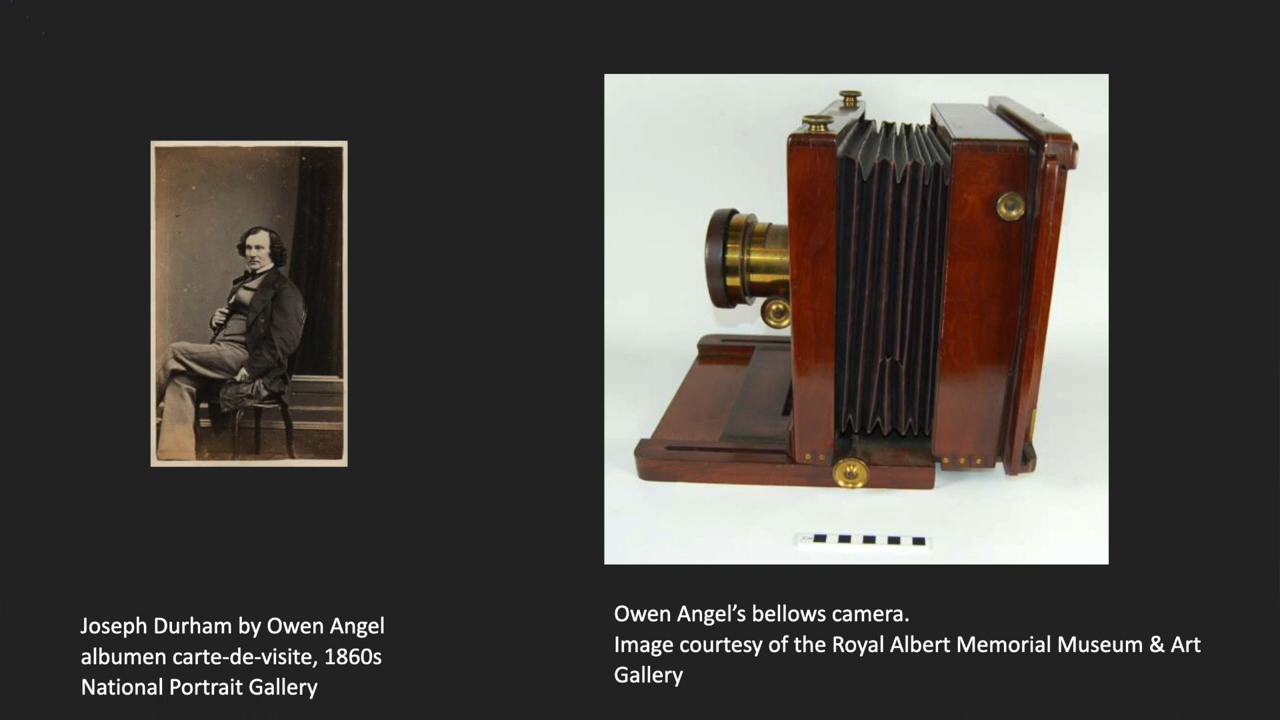 Joseph Durham by Owen Angel
albumen carte-de-visite, 1860s
National Portrait Gallery
Owen Angel’s bellows camera.
Image courtesy of the Royal Albert Memorial Museum & Art
Gallery